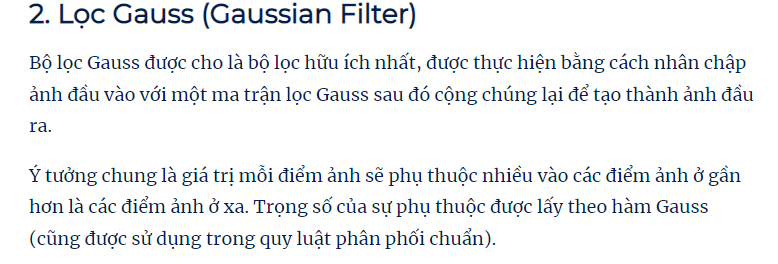 2. Lọc Gauss (Gaussian Filter)
Bộ lọc Gauss được cho là bộ lọc hữu ích nhất, được thực hiện bằng cách nhân chập
ảnh đầu vào với một ma trận lọc Gauss sau đó cộng chúng lại để tạo thành ảnh đầu
ra.
Ý tưởng chung là giá trị mỗi điểm ảnh sẽ phụ thuộc nhiều vào các điểm ảnh ở gần
hơn là các điểm ảnh ở xa. Trọng số của sự phụ thuộc được lấy theo hàm Gauss
(cũng được sử dụng trong quy luật phân phối chuẩn).